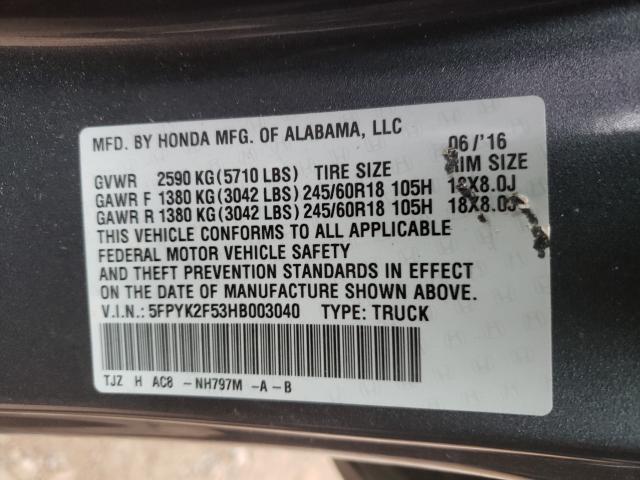 MFD. BY HONDA MFG. OF ALABAMA, LLC 06/'16
GVWR 2590 KG (5710 LBS) TIRE SIZE RIM SIZE
GAWR F 1380 KG (3042 LBS) 245/60R18 105H 18X8.0J
GAWR R 1380 KG (3042 LBS) 245/60R18 105H 18X8.0J
THIS VEHICLE CONFORMS TO ALL APPLICABLE
FEDERAL MOTOR VEHICLE SAFETY
AND THEFT PREVENTION STANDARDS IN EFFECT
ON THE DATE OF MANUFACTURE SHOWN ABOVE.
V.I.N.: 5FPYK2F53HB003040 TYPE: TRUCK
TJZ H AC8 -NH797M -A-B